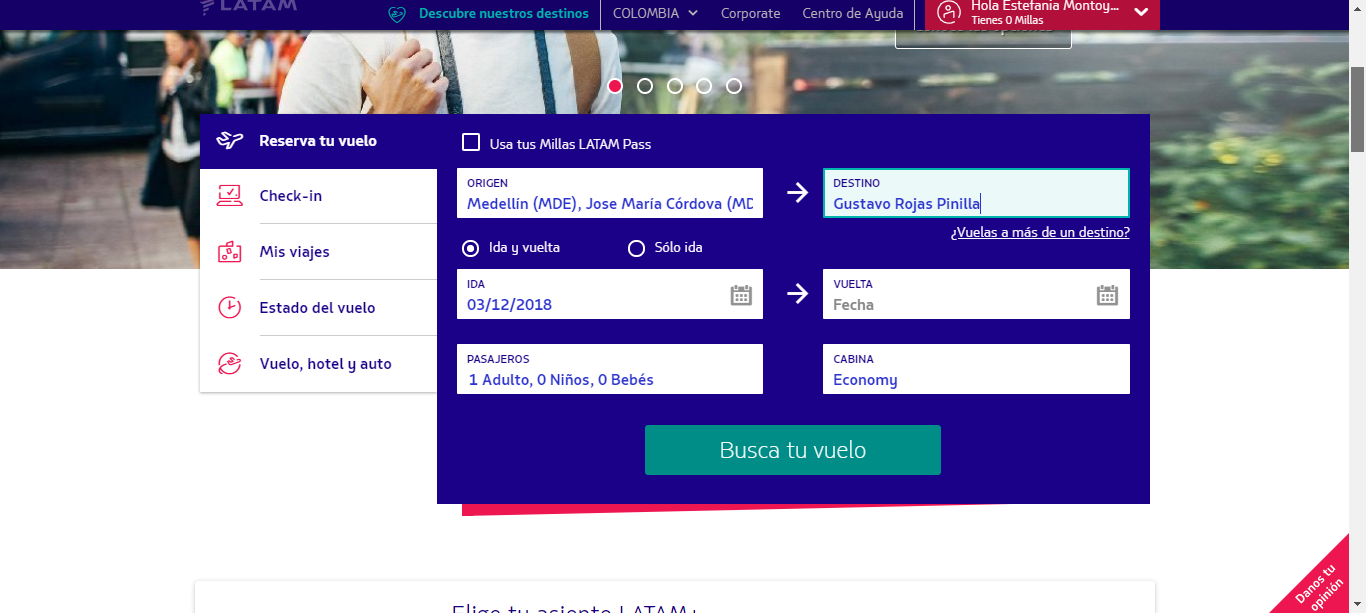 LATAM
Descubre nuestros destinos
COLOMBIA
Corporate
Centro de Ayuda
Hola Estefania Montoy...
Tienes 0 Millas
Reserva tu vuelo
Check-in
Mis viajes
Estado del vuelo
Vuelo, hotel y auto
Usa tus Millas LATAM Pass
ORIGEN
Medellín (MDE), Jose María Córdova (MD
DESTINO
Gustavo Rojas Pinilla
¿Vuelas a más de un destino?
Ida y vuelta
Sólo ida
IDA
03/12/2018
VUELTA
Fecha
PASAJEROS
1 Adulto, 0 Niños, 0 Bebés
CABINA
Economy
Busca tu vuelo
Elige tu asiento LATAM+
Danos tu
opinión